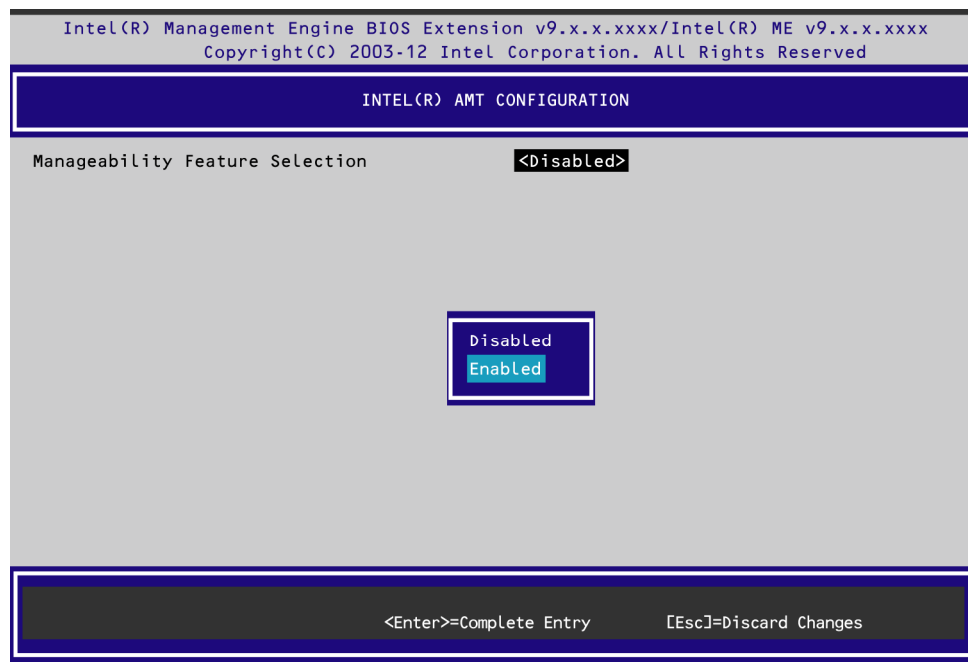 Intel(R) Management Engine BIOS Extension v9.x.x.xxxx/Intel(R) ME v9.x.x.xxxx
Copyright(C) 2003-12 Intel Corporation. All Rights Reserved
INTEL(R) AMT CONFIGURATION
Manageability Feature Selection <Disabled>
Disabled
Enabled
<Enter>=Complete Entry [Esc]=Discard Changes